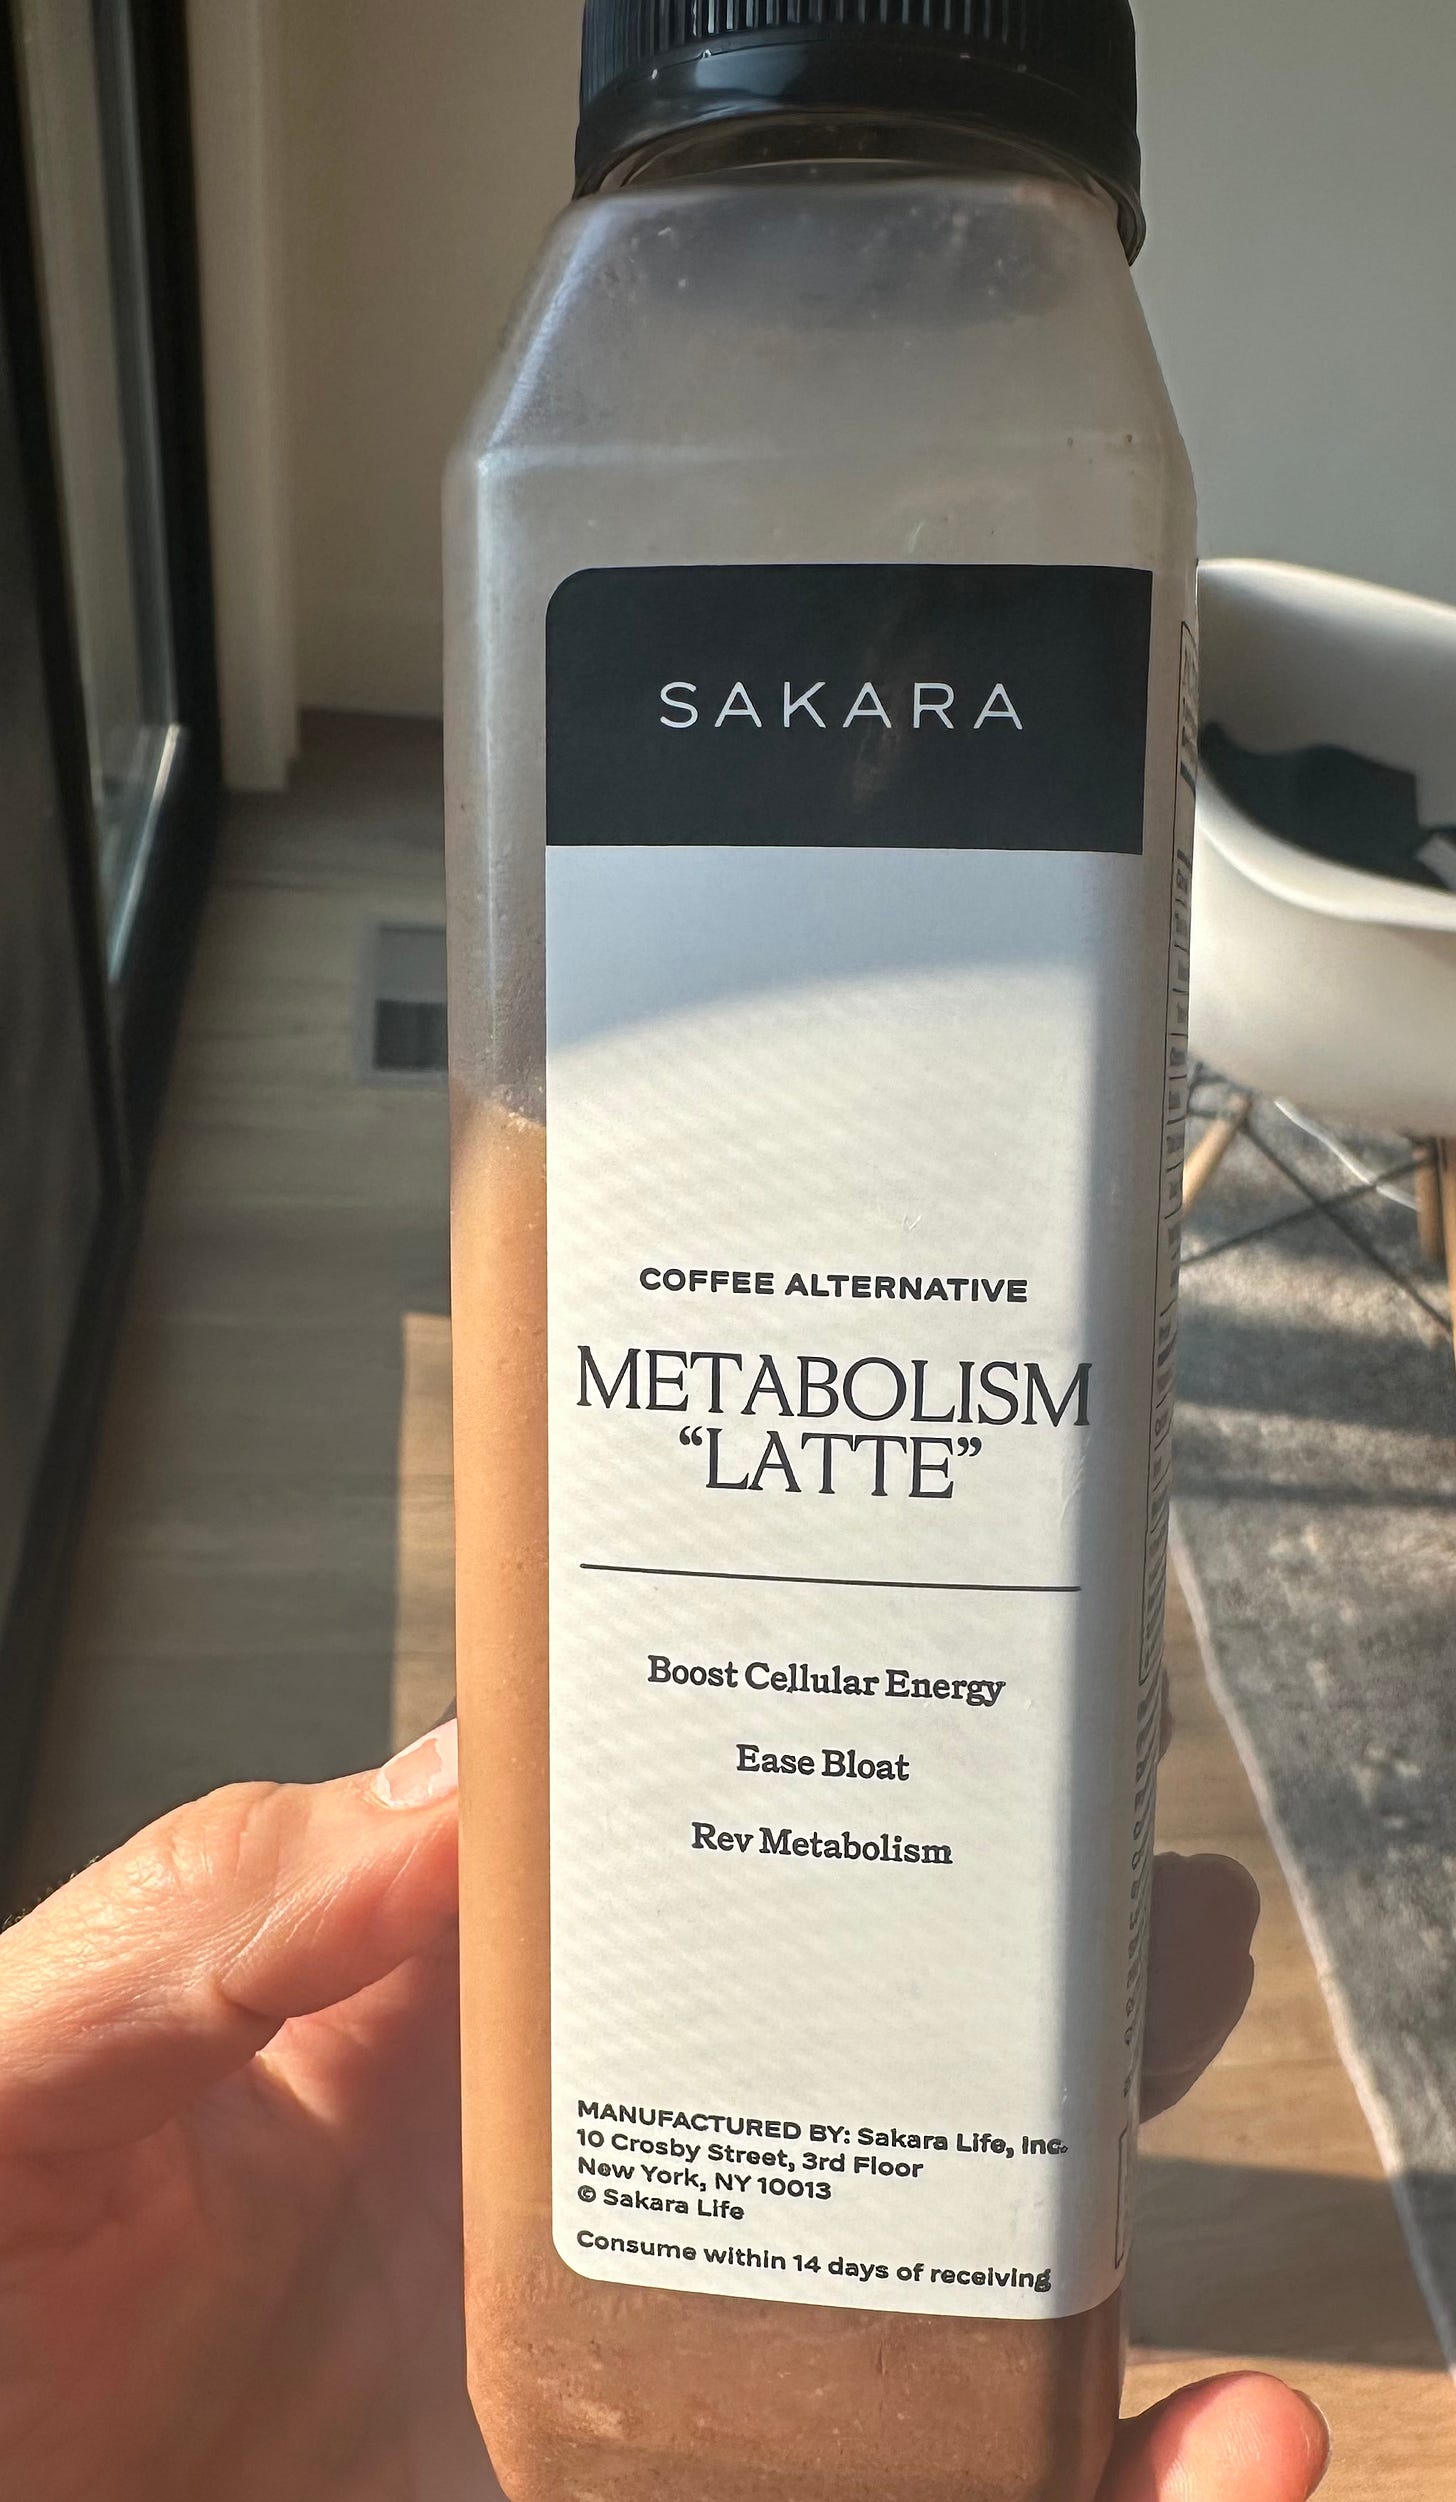 SAKARA
COFFEE ALTERNATIVE
METABOLISM
“LATTE”
Boost Cellular Energy
Ease Bloat
Rev Metabolism
MANUFACTURED BY: Sakara Life, Inc.
10 Crosby Street, 3rd Floor
New York, NY 10013
© Sakara Life
Consume within 14 days of receiving